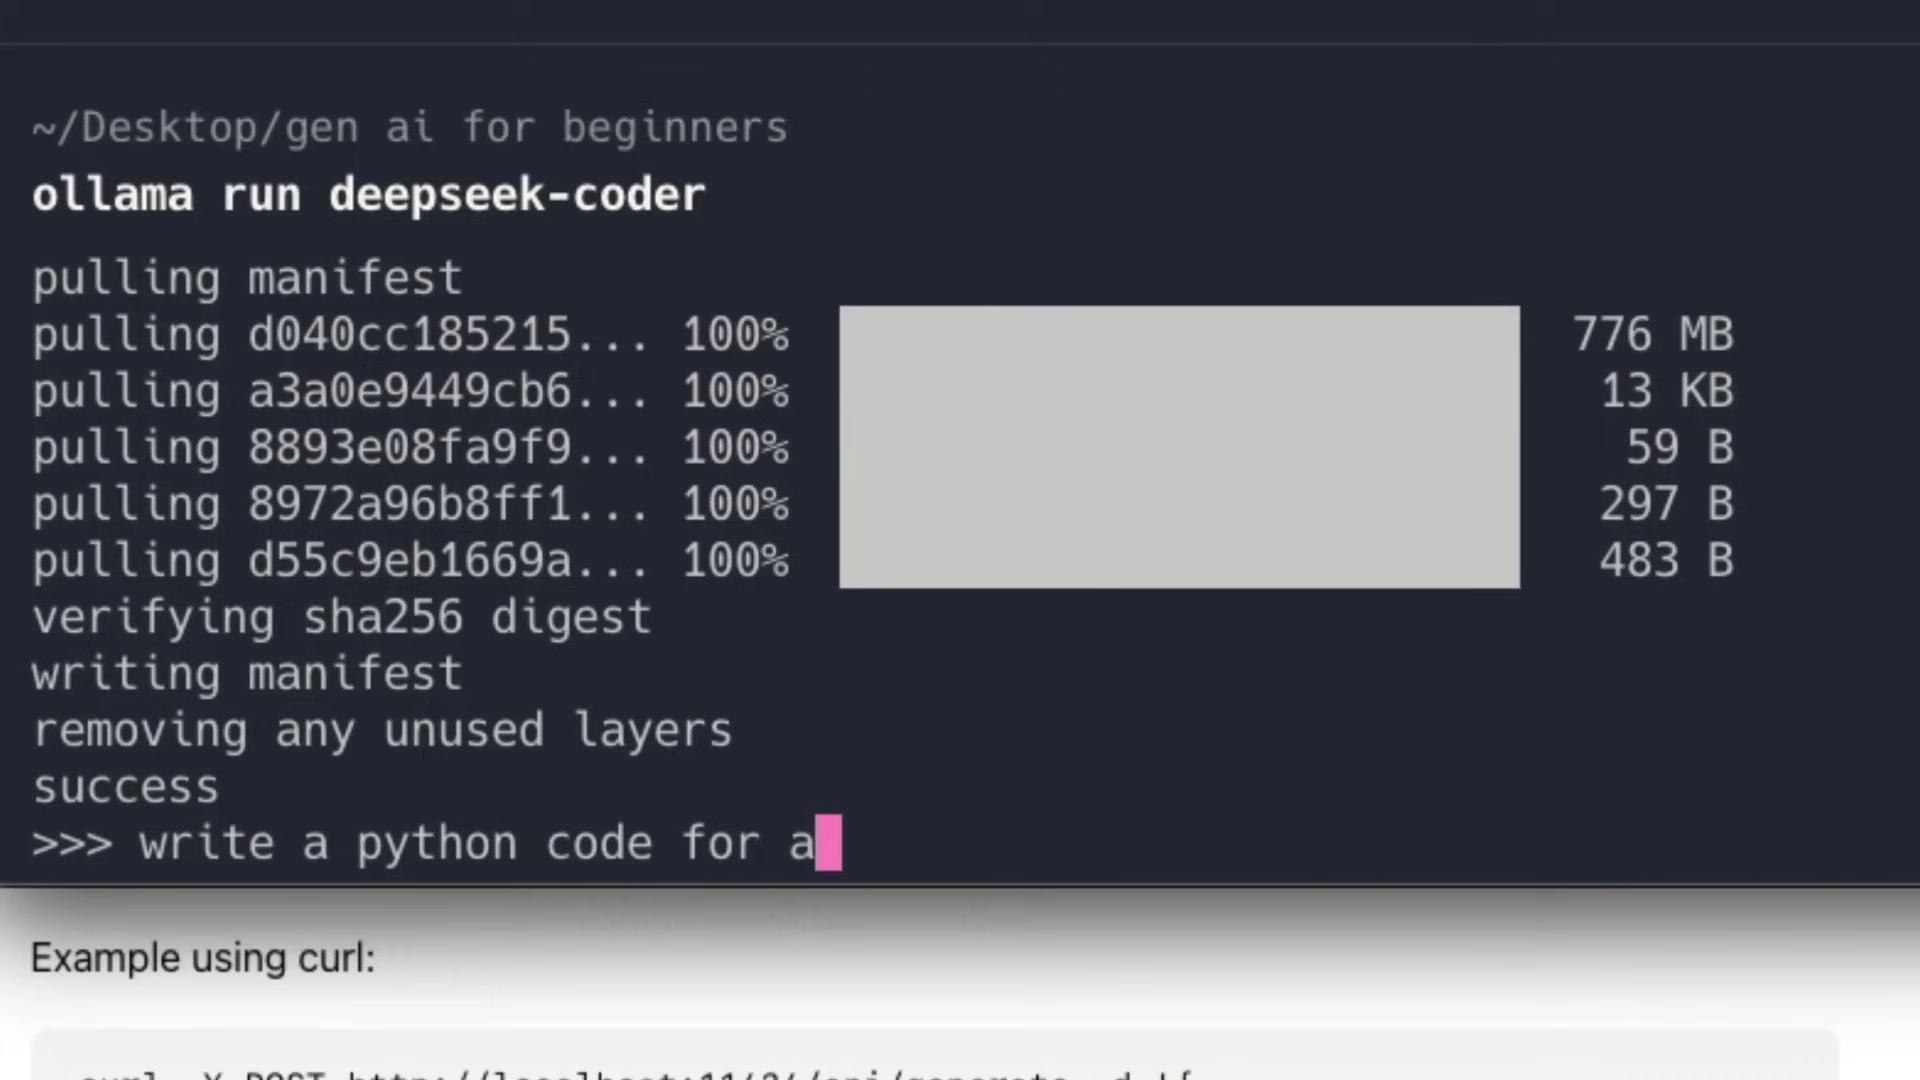 ~/Desktop/gen ai for beginners
ollama run deepseek-coder
pulling manifest
pulling d040cc185215... 100% 776 MB
pulling a3a0e9449cb6... 100% 13 KB
pulling 8893e08fa9f9... 100% 59 B
pulling 8972a96b8ff1... 100% 297 B
pulling d55c9eb1669a... 100% 483 B
verifying sha256 digest
writing manifest
removing any unused layers
success
>>> write a python code for a
Example using curl: